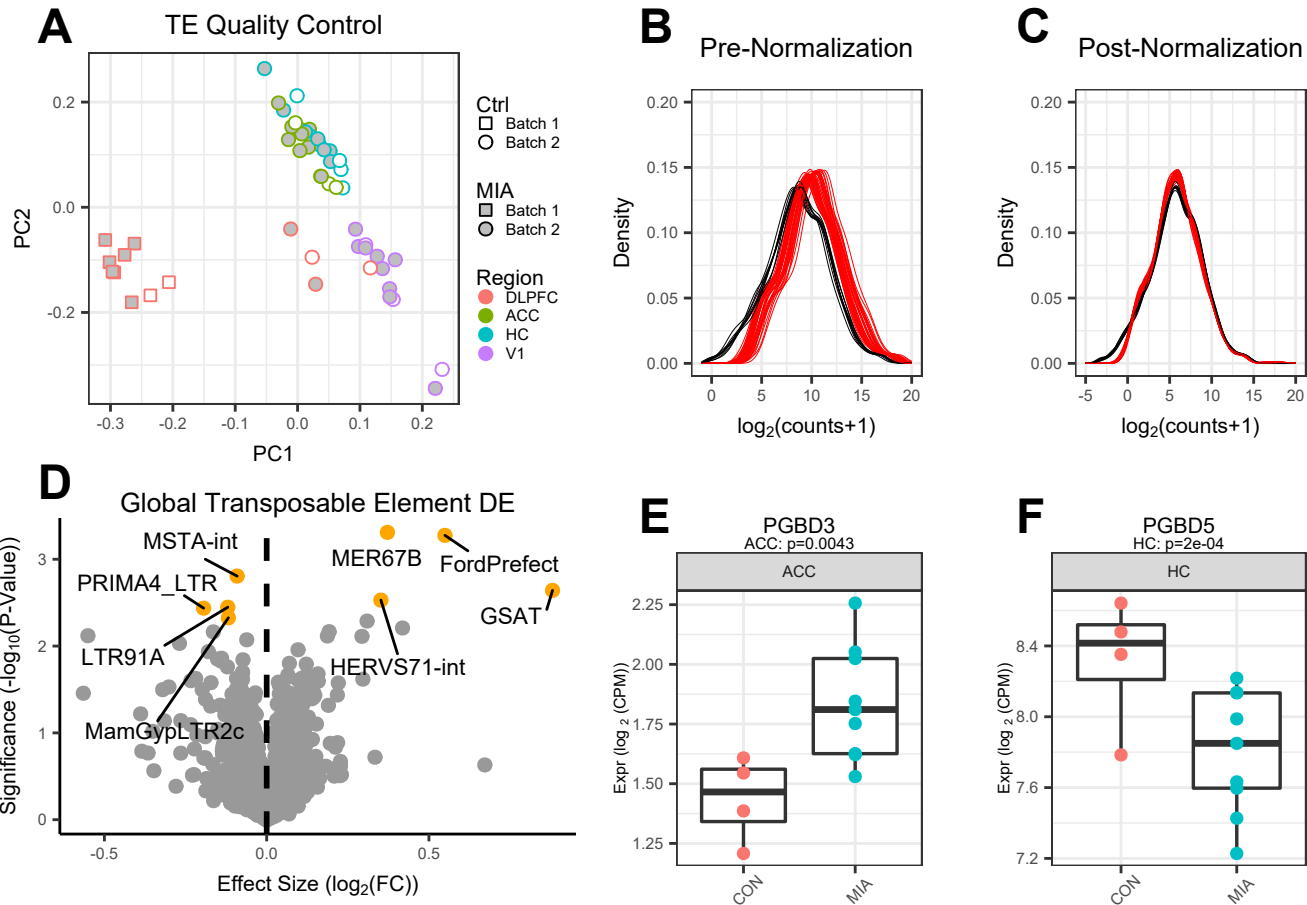 A
TE Quality Control
0.2
0.0
-0.2
-0.3
-0.2
-0.1
0.0
0.1
0.2
PC1
PC2
Ctrl
Batch 1
Batch 2
MIA
Batch 1
Batch 2
Region
DLPFC
ACC
HC
V1
B
Pre-Normalization
0.20
0.15
0.10
0.05
0.00
Density
0
5
10
15
20
log2(counts+1)
C
Post-Normalization
0.20
0.15
0.10
0.05
0.00
Density
-5
0
5
10
15
20
log2(counts+1)
D
Global Transposable Element DE
MSTA-int
PRIMA4_LTR
LTR91A
MamGypLTR2c
MER67B
FordPrefect
GSAT
HERVS71-int
3
2
1
0
Significance (-log10(P-Value))
-0.5
0.0
0.5
Effect Size (log2(FC))
E
PGBD3
ACC: p=0.0043
ACC
2.25
2.00
1.75
1.50
1.25
Expr (log 2 (CPM))
CON
MIA
F
PGBD5
HC: p=2e-04
HC
8.4
8.0
7.6
7.2
Expr (log 2 (CPM))
CON
MIA